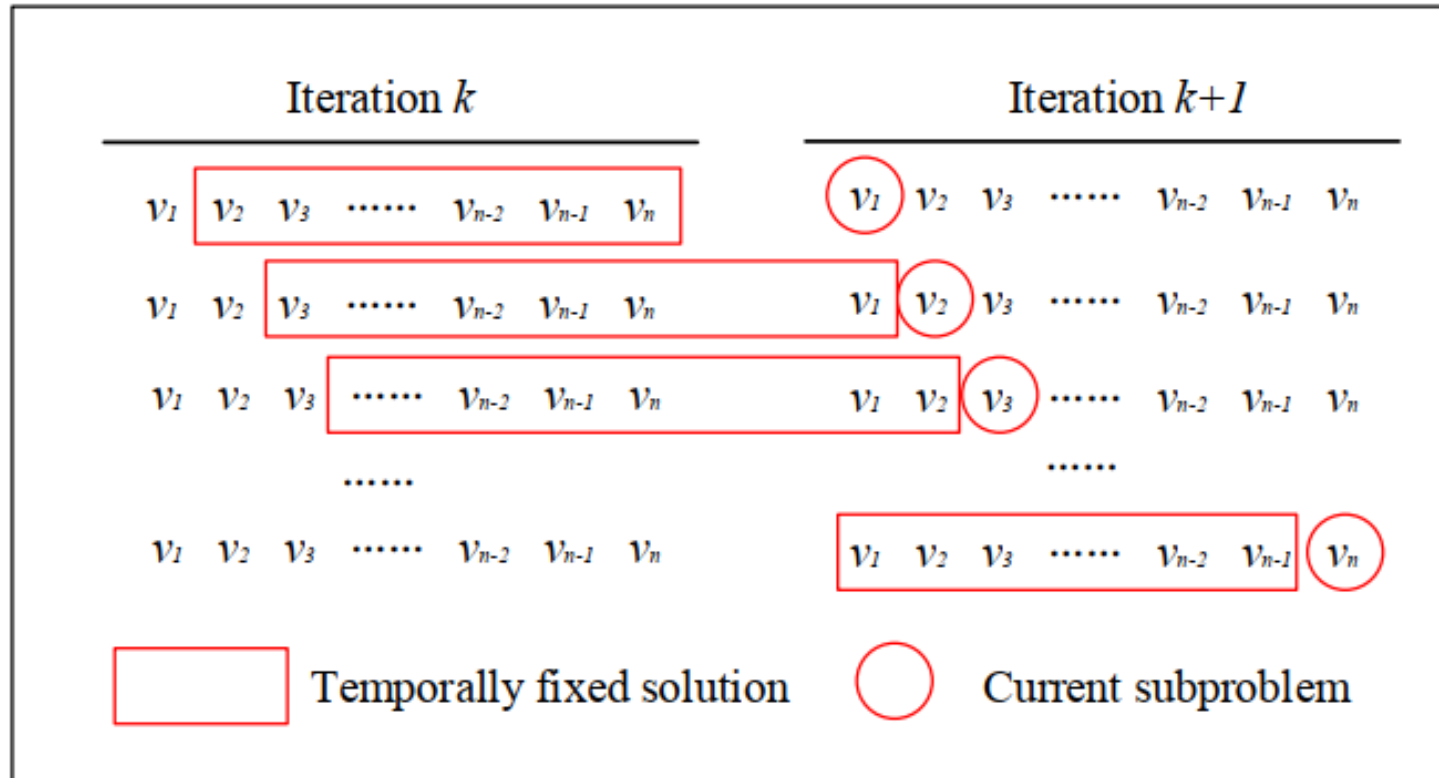 Iteration k Iteration k+1
v₁ v₂ v₃ ······ vₙ₋₂ vₙ₋₁ vₙ v₁ v₂ v₃ ······ vₙ₋₂ vₙ₋₁ vₙ
v₁ v₂ v₃ ······ vₙ₋₂ vₙ₋₁ vₙ v₁ v₂ v₃ ······ vₙ₋₂ vₙ₋₁ vₙ
v₁ v₂ v₃ ······ vₙ₋₂ vₙ₋₁ vₙ v₁ v₂ v₃ ······ vₙ₋₂ vₙ₋₁ vₙ
······ ······
v₁ v₂ v₃ ······ vₙ₋₂ vₙ₋₁ vₙ v₁ v₂ v₃ ······ vₙ₋₂ vₙ₋₁ vₙ
Temporally fixed solution Current subproblem